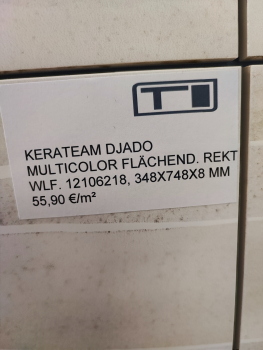 KERATEAM DJADO
MULTICOLOR FLÄCHEND. REKT
WLF. 12106218, 348X748X8 MM
55,90 €/m²